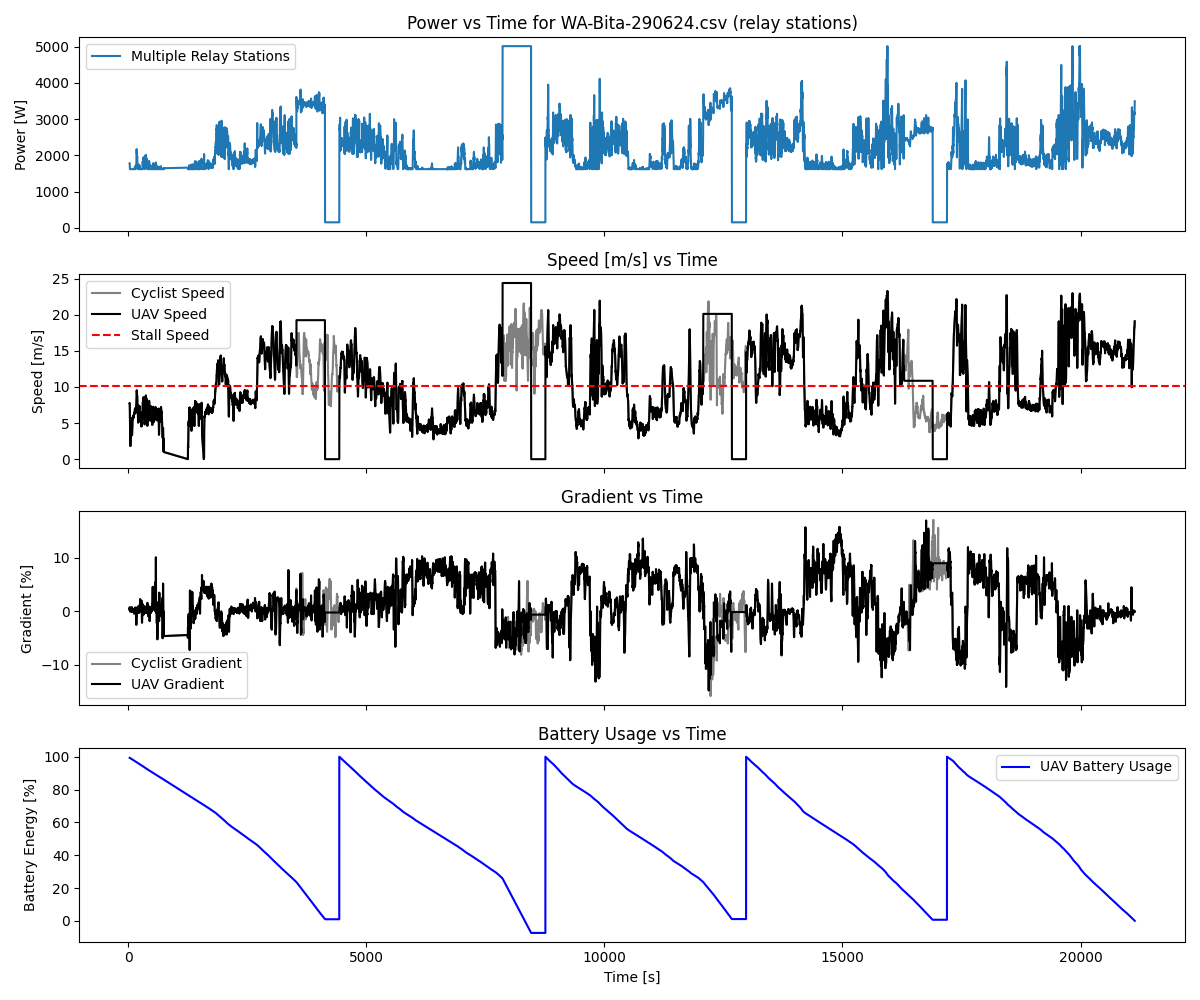 Power vs Time for WA-Bita-290624.csv (relay stations)
Power [W]
5000
4000
3000
2000
1000
0
Multiple Relay Stations
Speed [m/s] vs Time
Speed [m/s]
25
20
15
10
5
0
Cyclist Speed
UAV Speed
Stall Speed
Gradient vs Time
Gradient [%]
10
0
−10
Cyclist Gradient
UAV Gradient
Battery Usage vs Time
Battery Energy [%]
100
80
60
40
20
0
UAV Battery Usage
0 5000 10000 15000 20000
Time [s]